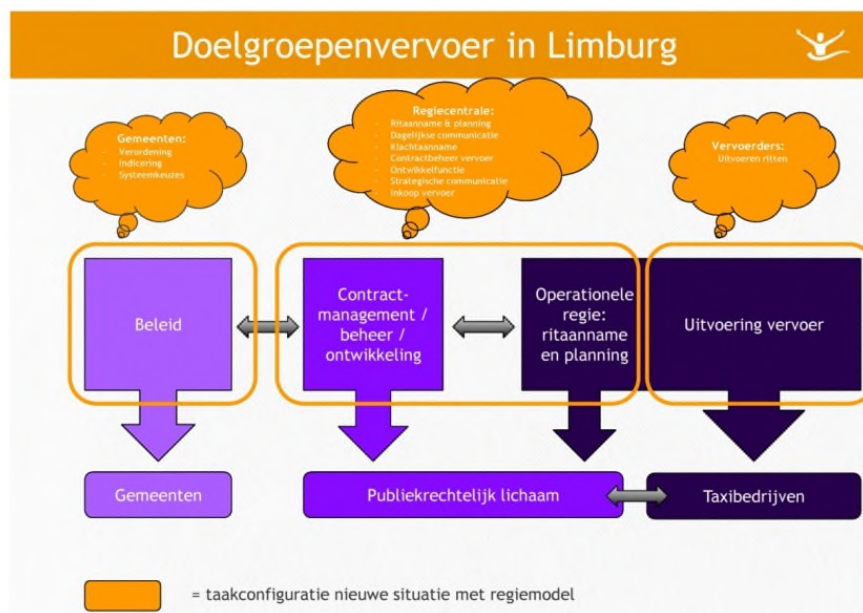 Doelgroepenvervoer in Limburg
Gemeenten:
- Verordening
- Indicering
- Systeemkeuzes
Regiecentrale:
- Ritaanname & planning
- Dagelijkse communicatie
- Klachtaanname
- Contractbeheer vervoer
- Ontwikkelfunctie
- Strategische communicatie
- Inkoop vervoer
Vervoerders:
- Uitvoeren ritten
Beleid
Contract-
management /
beheer /
ontwikkeling
Operationele
regie:
ritaanname
en planning
Uitvoering vervoer
Gemeenten
Publiekrechtelijk lichaam
Taxibedrijven
= taakconfiguratie nieuwe situatie met regiemodel